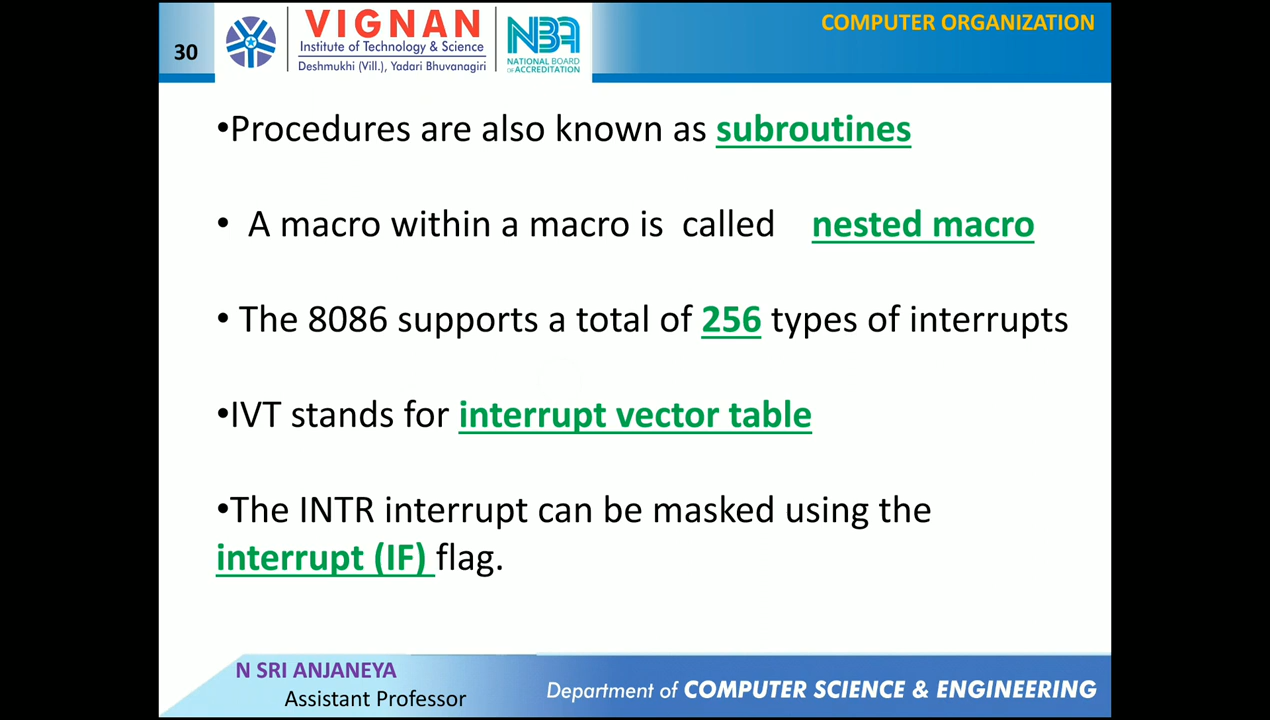 30
VIGNAN
Institute of Technology & Science
Deshmukhi (Vill.), Yadari Bhuvanagiri
NBA
NATIONAL BOARD
OF ACCREDITATION
COMPUTER ORGANIZATION
•Procedures are also known as subroutines
• A macro within a macro is called nested macro
• The 8086 supports a total of 256 types of interrupts
•IVT stands for interrupt vector table
•The INTR interrupt can be masked using the
interrupt (IF) flag.
N SRI ANJANEYA
Assistant Professor
Department of COMPUTER SCIENCE & ENGINEERING